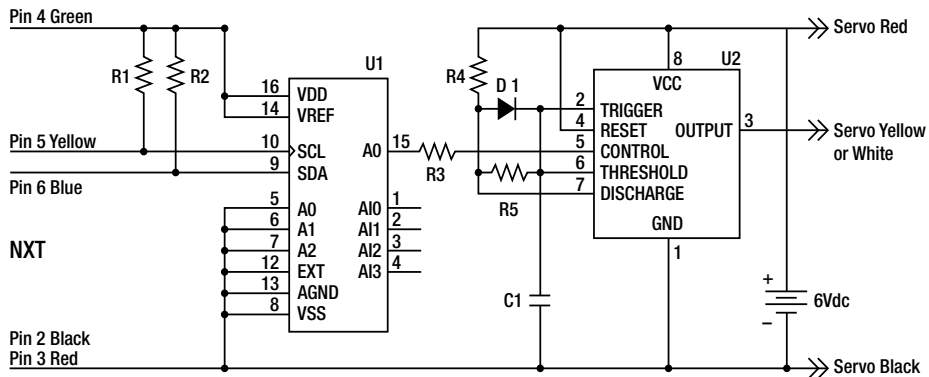 Pin 4 Green
Servo Red
R1
R2
U1
R4
D 1
8
U2
VCC
16
VDD
14
VREF
2
TRIGGER
4
RESET
OUTPUT
3
Pin 5 Yellow
10
SCL
A0
15
R3
5
CONTROL
Servo Yellow
or White
9
SDA
6
THRESHOLD
Pin 6 Blue
7
DISCHARGE
R5
5
A0
AI0
1
6
A1
AI1
2
GND
NXT
7
A2
AI2
3
1
12
EXT
AI3
4
13
AGND
C1
+
6Vdc
8
VSS
−
Pin 2 Black
Pin 3 Red
Servo Black